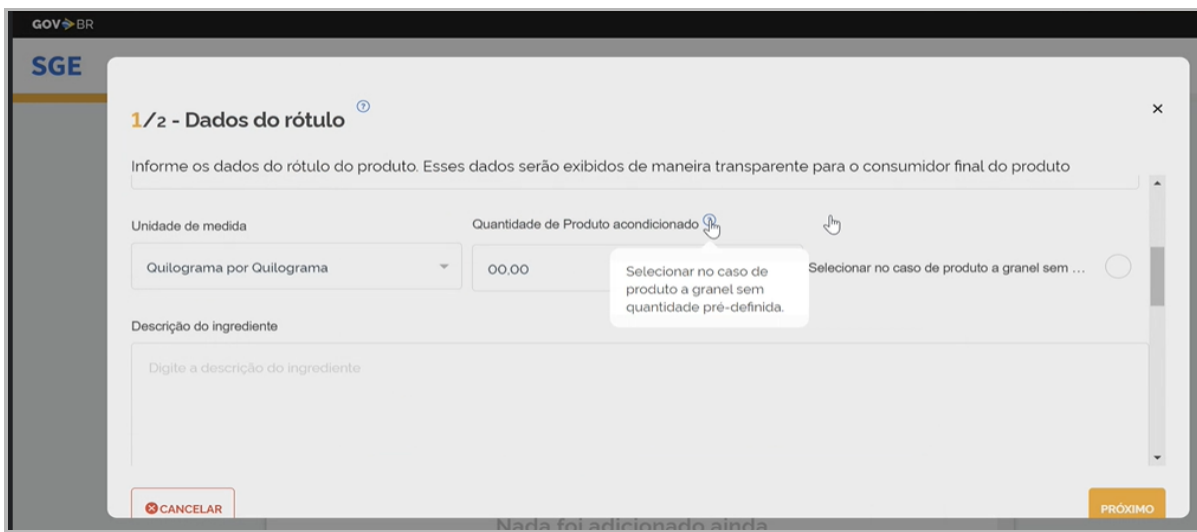 GOV BR
SGE
1/2 - Dados do rótulo ?
×
Informe os dados do rótulo do produto. Esses dados serão exibidos de maneira transparente para o consumidor final do produto
Unidade de medida
Quantidade de Produto acondicionado
Quilograma por Quilograma
00,00
Selecionar no caso de produto a granel sem ...
Selecionar no caso de
produto a granel sem
quantidade pré-definida.
Descrição do ingrediente
Digite a descrição do ingrediente
CANCELAR
PRÓXIMO
Nada foi adicionado ainda